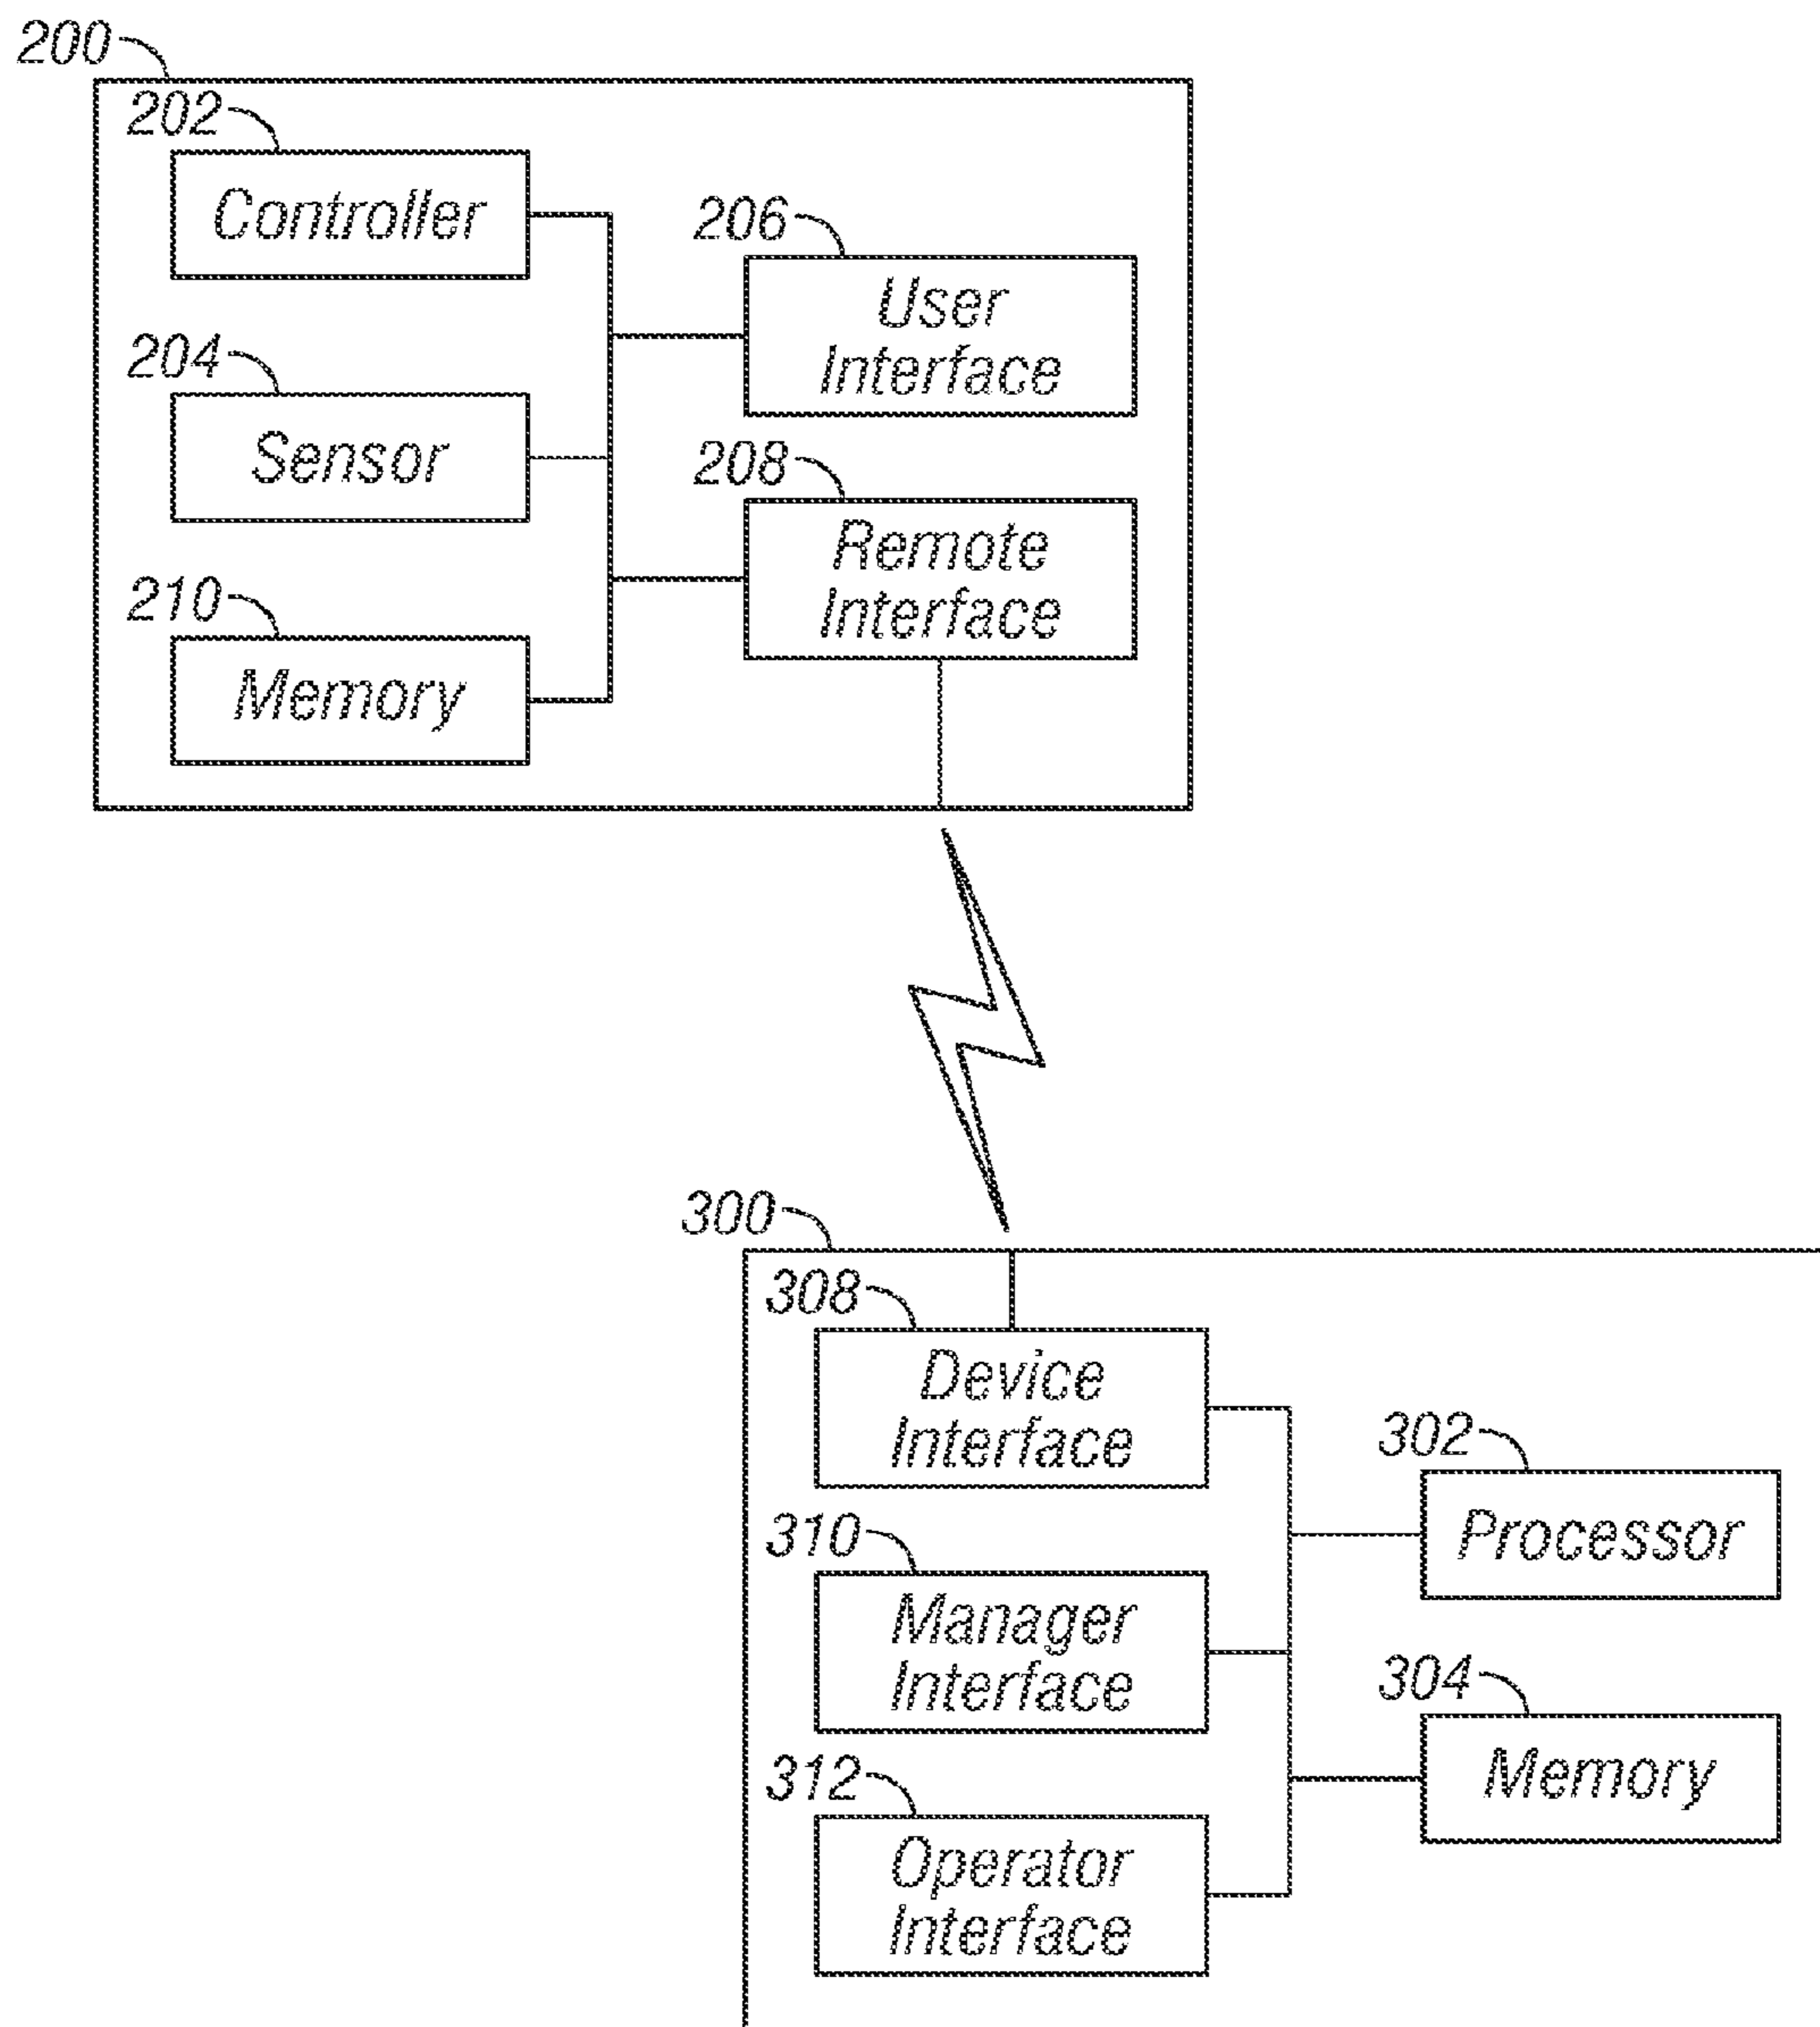 200
202
Controller
206
User
Interface
204
Sensor
208
Remote
Interface
210
Memory
300
308
Device
Interface
302
Processor
310
Manager
Interface
304
Memory
312
Operator
Interface